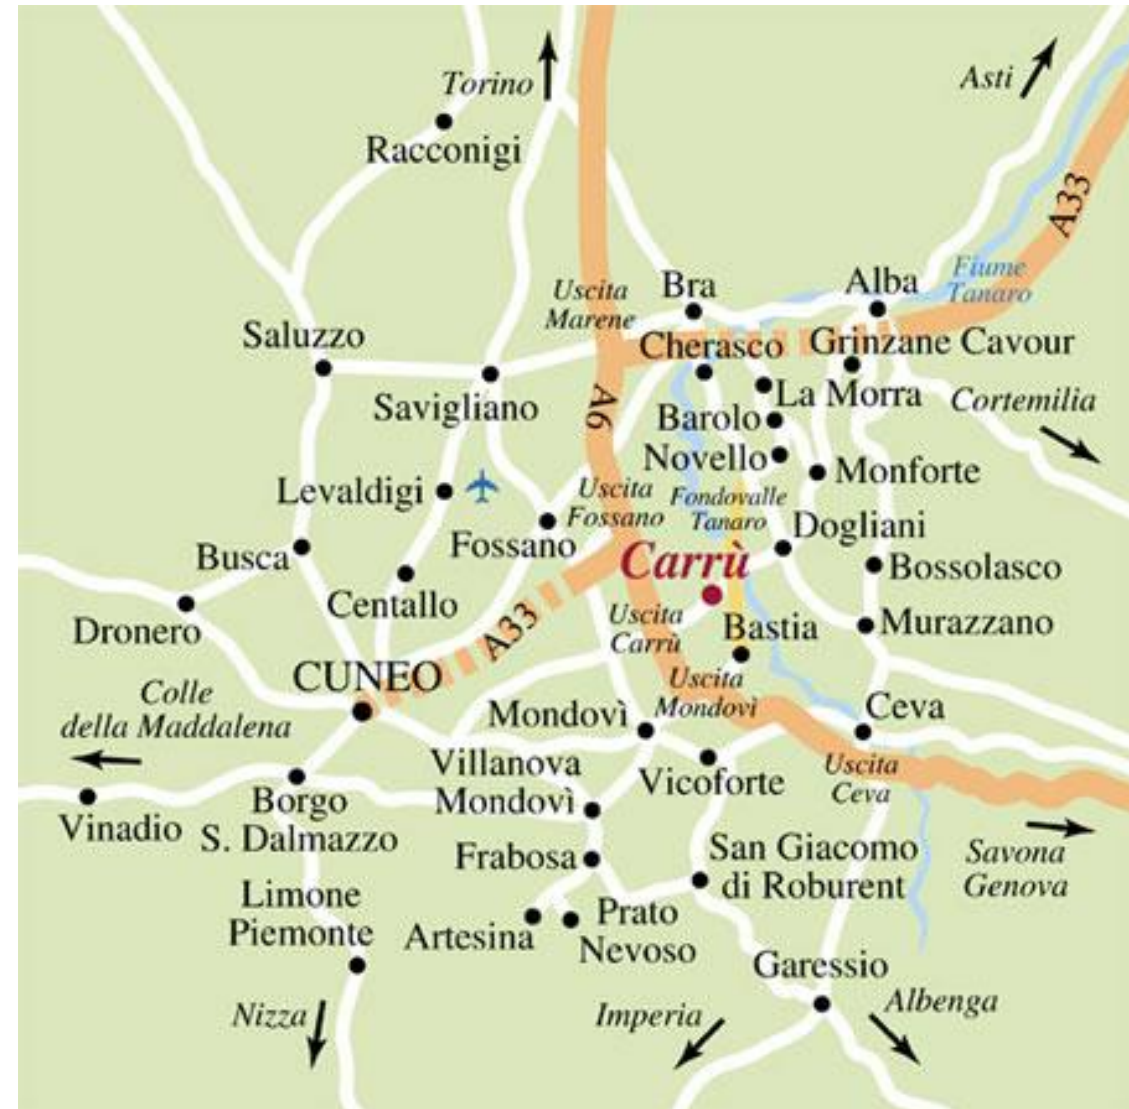 Torino
Asti
Racconigi
A33
Uscita
Marene
Bra
Alba
Fiume
Tanaro
Saluzzo
Cherasco
Grinzane Cavour
Savigliano
A6
La Morra
Cortemilia
Barolo
Novello
Monforte
Levaldigi
Uscita
Fossano
Fondovalle
Tanaro
Dogliani
Busca
Fossano
Carrù
Bossolasco
Centallo
Dronero
A33
Uscita
Carrù
Bastia
Murazzano
CUNEO
Colle
della Maddalena
Uscita
Mondovì
Mondovì
Ceva
Villanova
Mondovì
Vicoforte
Uscita
Ceva
Vinadio
Borgo
S. Dalmazzo
Frabosa
San Giacomo
di Roburent
Savona
Genova
Limone
Piemonte
Artesina
Prato
Nevoso
Garessio
Nizza
Imperia
Albenga